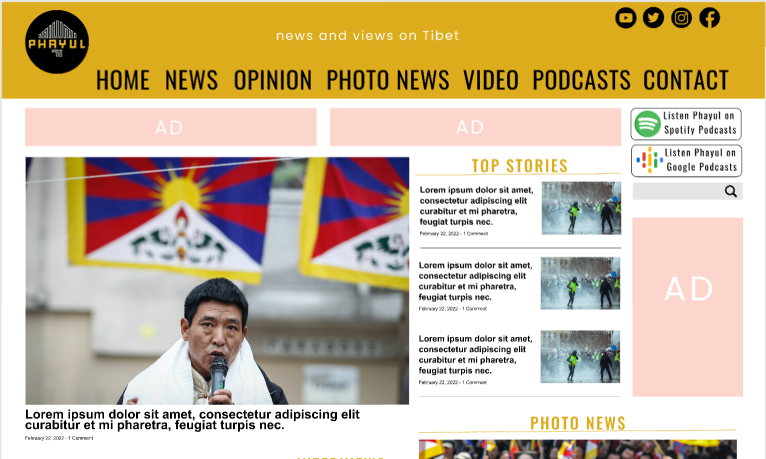 PHAYUL
news and views on Tibet
HOME NEWS OPINION PHOTO NEWS VIDEO PODCASTS CONTACT
AD
AD
Listen Phayul on
Spotify Podcasts
Listen Phayul on
Google Podcasts
TOP STORIES
Lorem ipsum dolor sit amet,
consectetur adipiscing elit
curabitur et mi pharetra,
feugiat turpis nec.
February 22, 2022 - 1 Comment
Lorem ipsum dolor sit amet,
consectetur adipiscing elit
curabitur et mi pharetra,
feugiat turpis nec.
February 22, 2022 - 1 Comment
Lorem ipsum dolor sit amet,
consectetur adipiscing elit
curabitur et mi pharetra,
feugiat turpis nec.
February 22, 2022 - 1 Comment
AD
Lorem ipsum dolor sit amet, consectetur adipiscing elit
curabitur et mi pharetra, feugiat turpis nec.
February 22, 2022 - 1 Comment
PHOTO NEWS